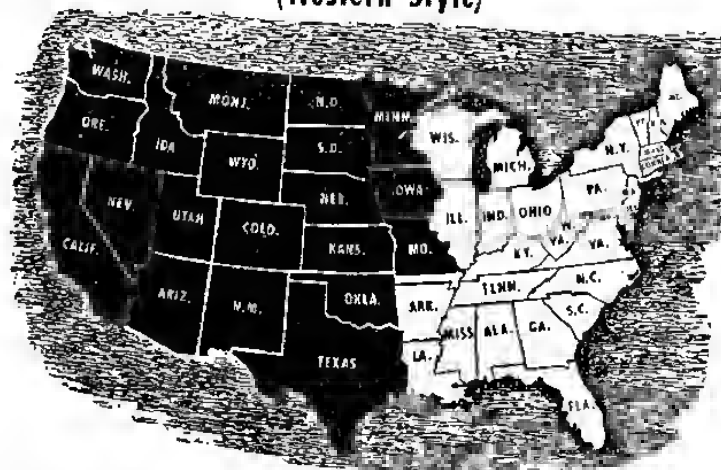 (Western Style)
WASH.
MONT.
N.D.
MINN.
ORE.
IDA
WYO.
S.D.
WIS.
MICH.
N.Y.
NEV.
UTAH
COLO.
NEB.
IOWA
ILL.
IND.
OHIO
PA.
CALIF.
KANS.
MO.
KY.
W.
VA.
VA.
ARIZ.
N.M.
OKLA.
ARK.
TENN.
N.C.
S.C.
TEXAS
LA.
MISS
ALA.
GA.
FLA.